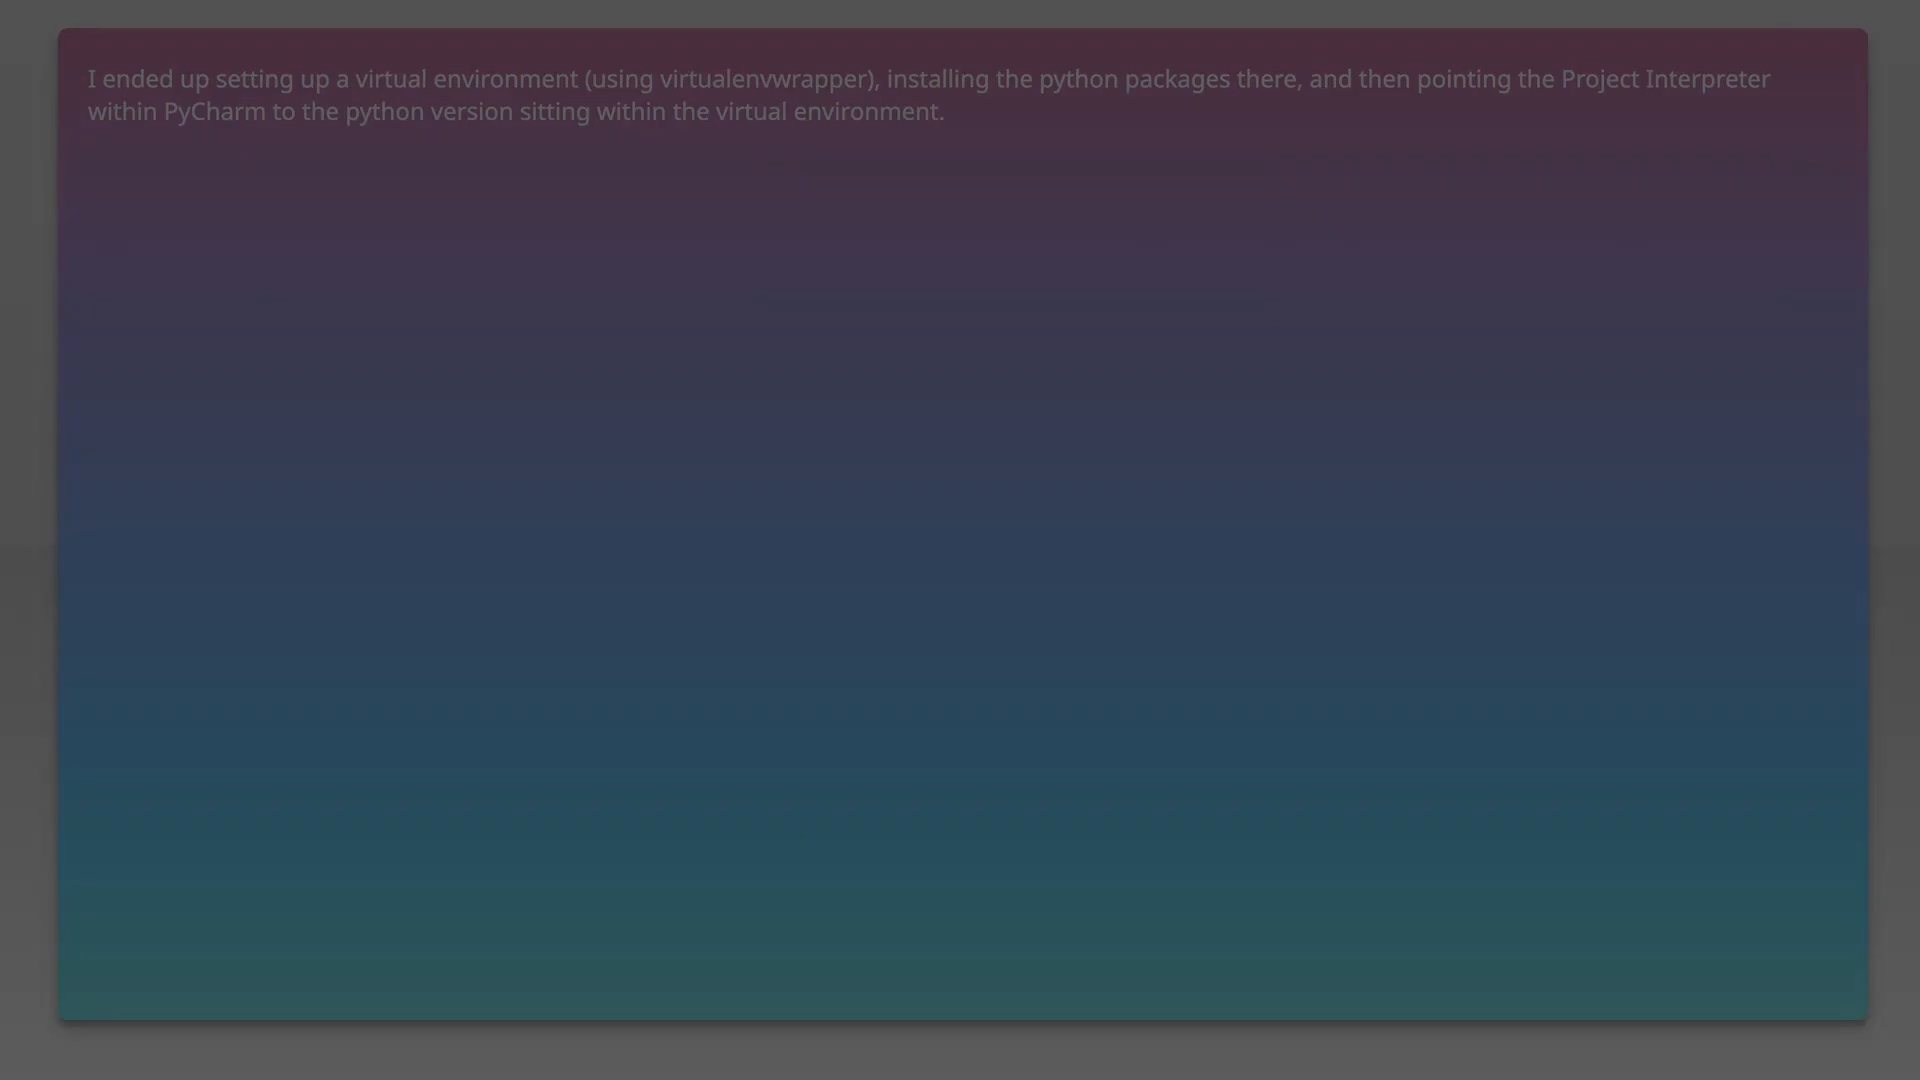 I ended up setting up a virtual environment (using virtualenvwrapper), installing the python packages there, and then pointing the Project Interpreter
within PyCharm to the python version sitting within the virtual environment.